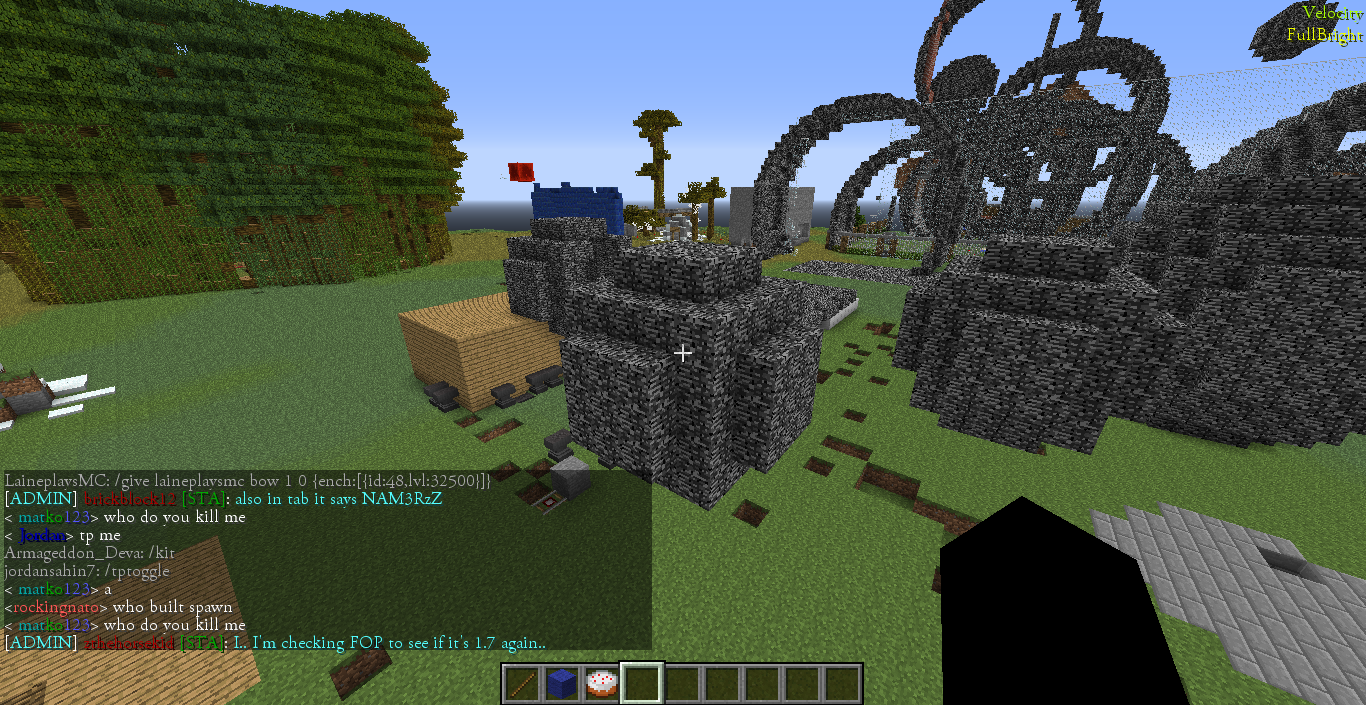 Velocity
FullBright
LaineplaysMC: /give laineplaysmc bow 1 0 {ench:[{id:48,lvl:32500}]}
[ADMIN] brickblock12 [STA]: also in tab it says NAM3RzZ
< matko123> who do you kill me
< Jordan> tp me
Armageddon_Deva: /kit
jordansahin7: /tptoggle
< matko123> a
<rockingnato> who built spawn
< matko123> who do you kill me
[ADMIN] [STA]: I.. I'm checking FOP to see if it's 1.7 again..